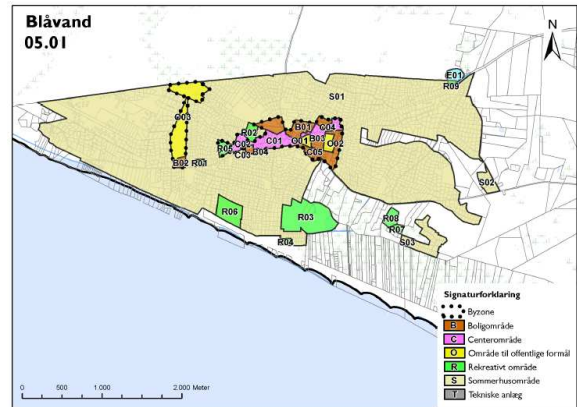 Blåvand
05.01
N
E01
R09
S01
O03
R02
B01
C04
R05
C02
C01
O01
B03
O02
C03
B04
C05
B02
R01
S02
R06
R03
R08
R07
R04
S03
Signaturforklaring
Byzone
B Boligområde
C Centerområde
O Område til offentlige formål
R Rekreativt område
S Sommerhusområde
T Tekniske anlæg
0 500 1.000 2.000 Meter